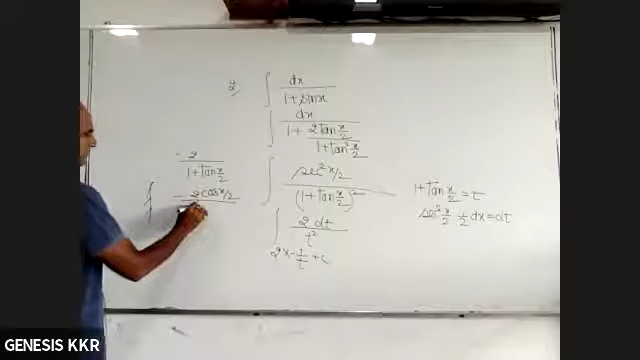 2. ∫ dx / (1 + sinx)
∫ dx / (1 + (2tan x/2) / (1 + tan² x/2))
∫ sec² x/2 / (1 + tan x/2)²
∫ 2 dt / t²
2 x - 1/t + c
- 2 / (1 + tan x/2)
- 2 cos x/2
1 + tan x/2 = t
sec² x/2 · 1/2 dx = dt
GENESIS KKR